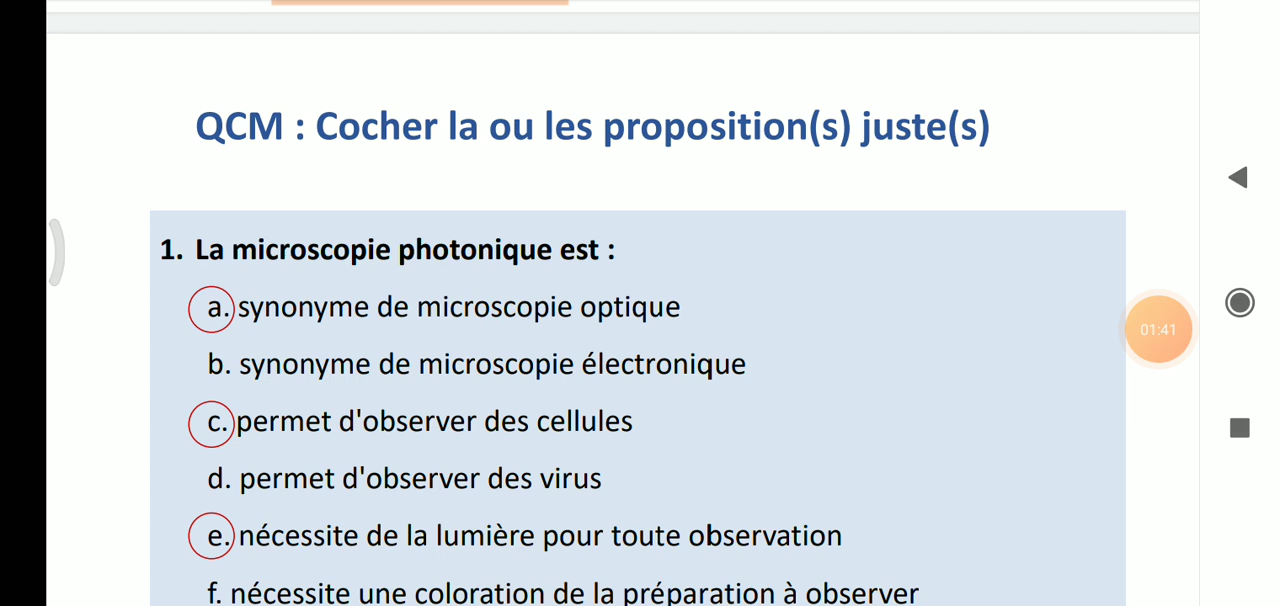 QCM : Cocher la ou les proposition(s) juste(s)
1. La microscopie photonique est :
a. synonyme de microscopie optique
b. synonyme de microscopie électronique
c. permet d'observer des cellules
01:41
d. permet d'observer des virus
e. nécessite de la lumière pour toute observation
f. nécessite une coloration de la préparation à observer